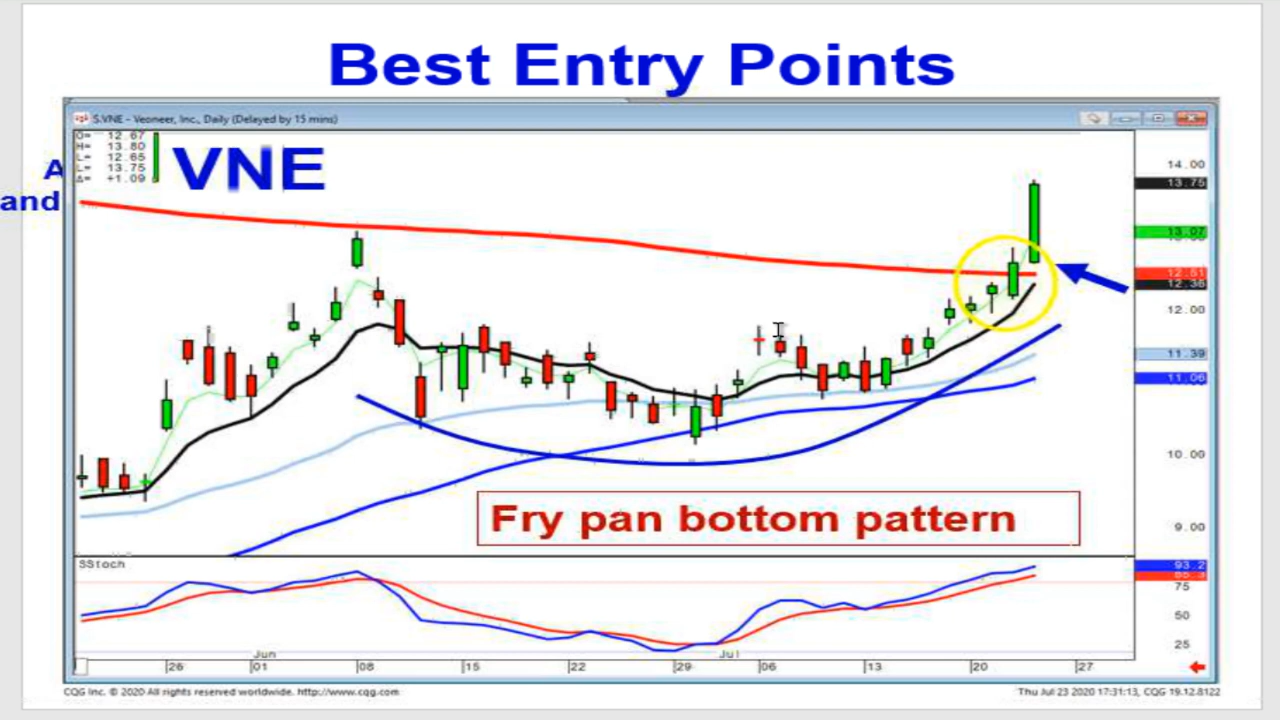 Best Entry Points
S.VNE - Veoneer, Inc., Daily (Delayed by 15 mins)
O= 12.67
H= 13.80
L= 12.65
L= 13.75
Δ= +1.09
VNE
A
and
14.00
13.75
13.07
12.51
12.36
12.00
11.39
11.06
10.00
9.00
Fry pan bottom pattern
SStoch
93.2
75
50
25
Jun
Jul
26
01
08
15
22
29
06
13
20
27
CQG Inc. © 2020 All rights reserved worldwide. http://www.cqg.com
Thu Jul 23 2020 17:31:13, CQG 19.12.8122